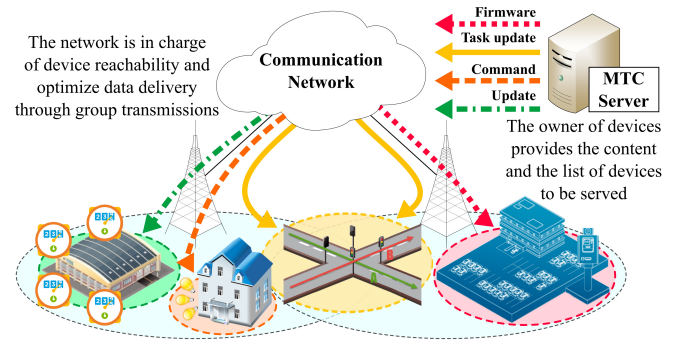 The network is in charge
of device reachability and
optimize data delivery
through group transmissions
Communication
Network
Firmware
Task update
Command
Update
MTC
Server
The owner of devices
provides the content
and the list of devices
to be served